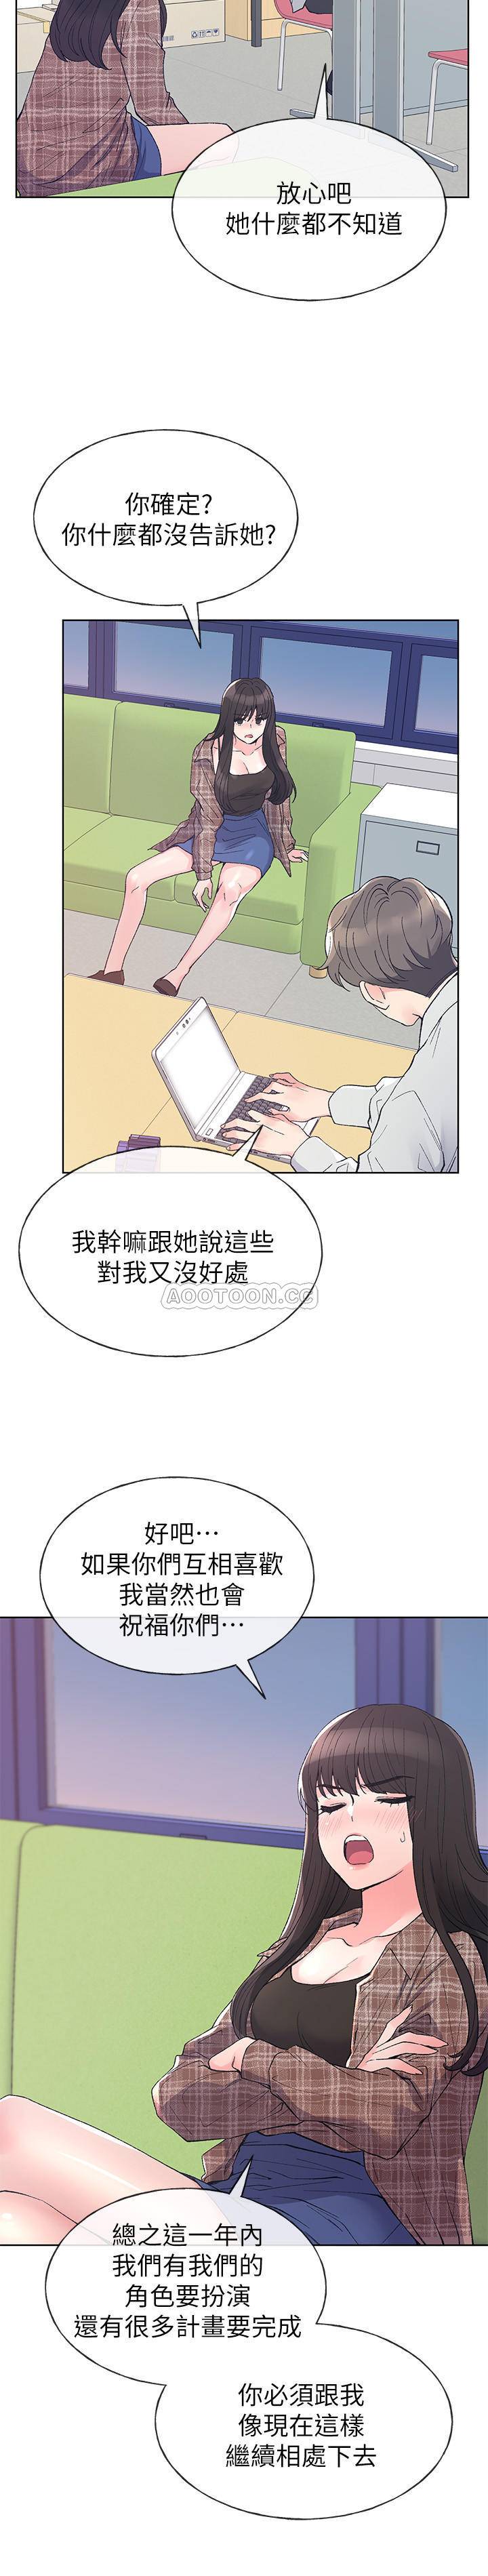 放心吧
她什麼都不知道
你確定?
你什麼都沒告訴她?
我幹嘛跟她說這些
對我又沒好處
AOOTOON.CC
好吧…
如果你們互相喜歡
我當然也會
祝福你們…
總之這一年內
我們有我們的
角色要扮演
還有很多計畫要完成
你必須跟我
像現在這樣
繼續相處下去